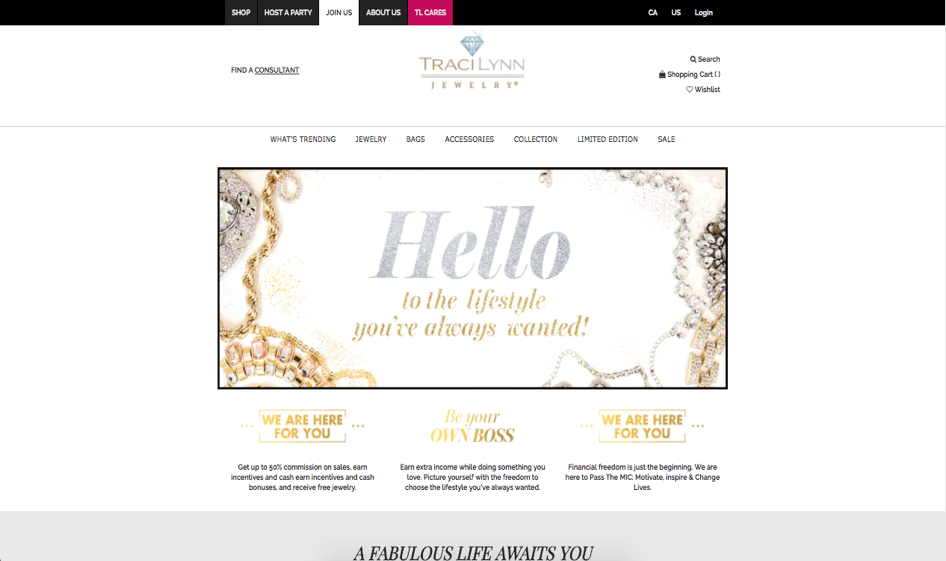 SHOP HOST A PARTY JOIN US ABOUT US TL CARES CA US Login
FIND A CONSULTANT
TRACI LYNN
JEWELRY®
Search
Shopping Cart ( )
Wishlist
WHAT'S TRENDING JEWELRY BAGS ACCESSORIES COLLECTION LIMITED EDITION SALE
Hello
to the lifestyle
you've always wanted!
... WE ARE HERE ...
FOR YOU
Get up to 50% commission on sales, earn
incentives and cash earn incentives and cash
bonuses, and receive free jewelry.
Be your
OWN BOSS
Earn extra income while doing something you
love. Picture yourself with the freedom to
choose the lifestyle you've always wanted.
... WE ARE HERE ...
FOR YOU
Financial freedom is just the beginning. We are
here to Pass The MIC; Motivate, inspire & Change
Lives.
A FABULOUS LIFE AWAITS YOU